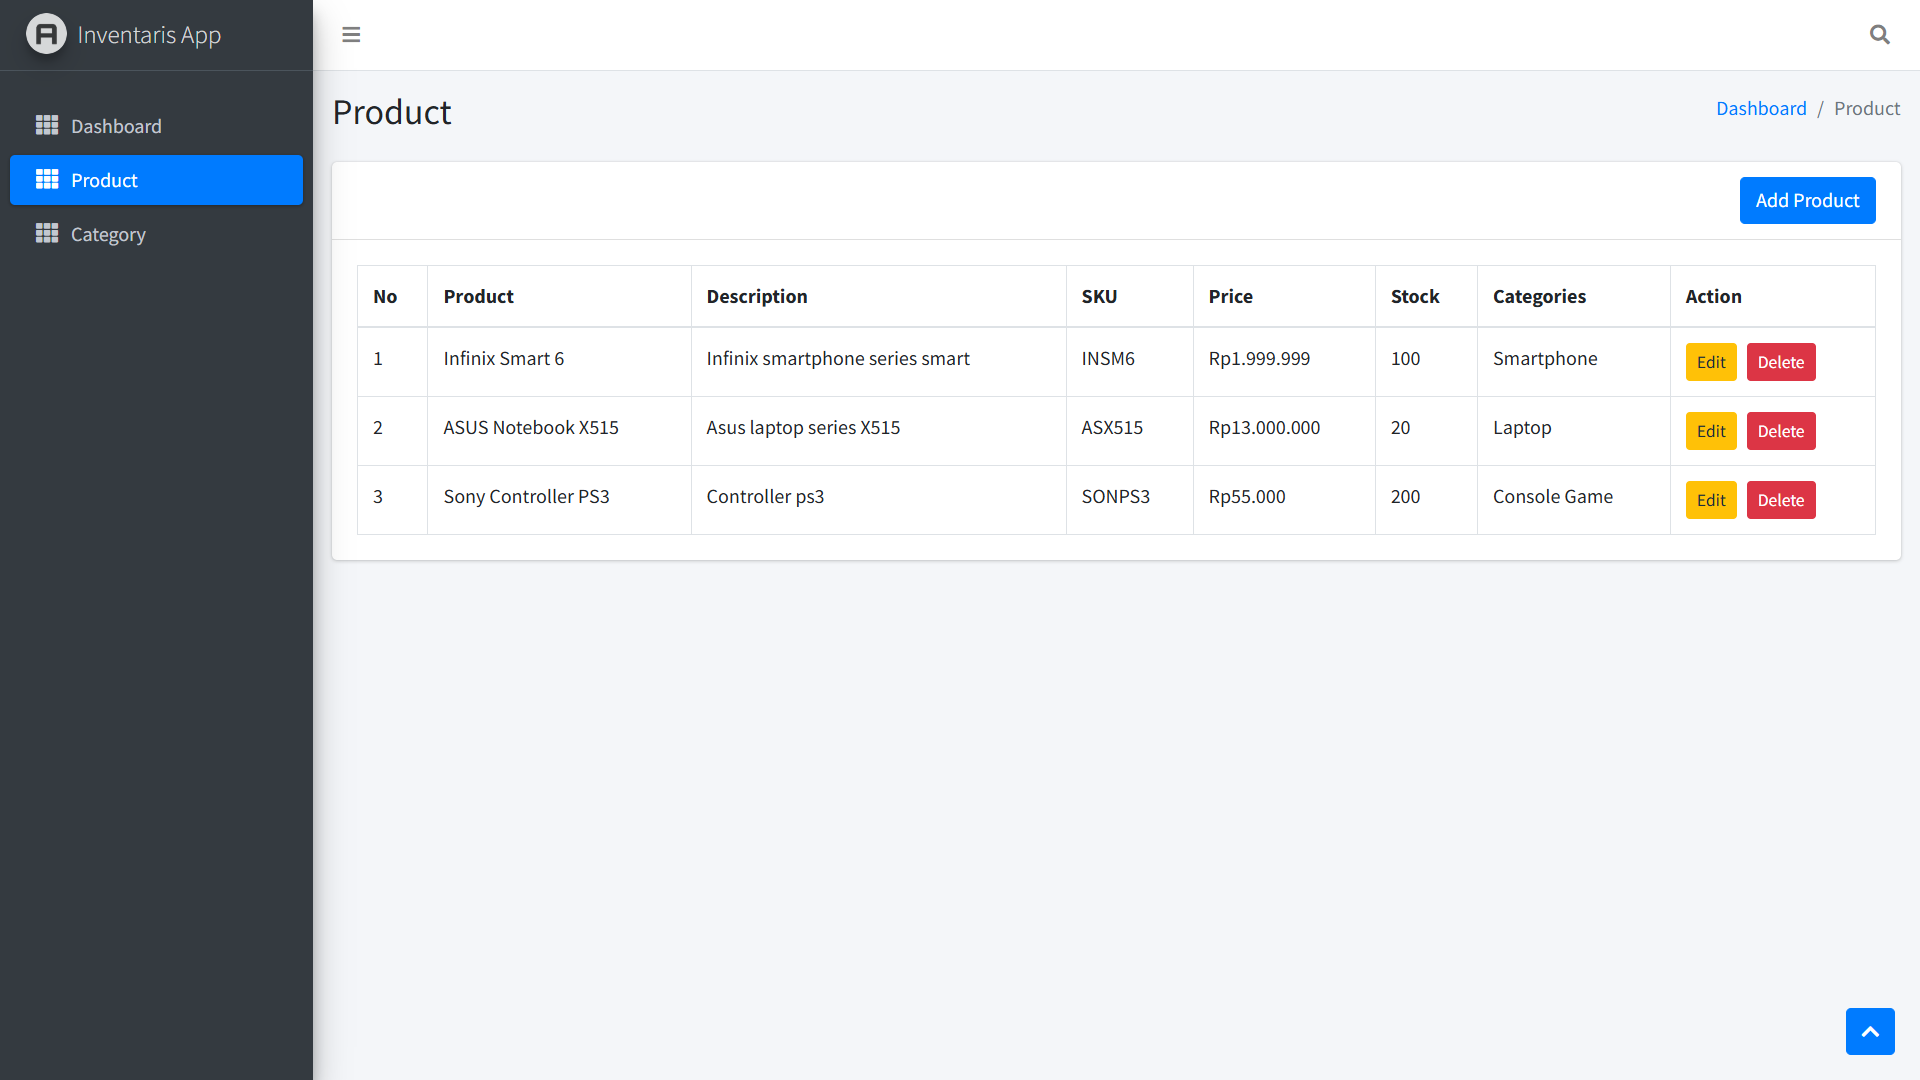 Inventaris App
Dashboard
Product
Category
Product
Dashboard / Product
Add Product
No Product Description SKU Price Stock Categories Action
1 Infinix Smart 6 Infinix smartphone series smart INSM6 Rp1.999.999 100 Smartphone Edit Delete
2 ASUS Notebook X515 Asus laptop series X515 ASX515 Rp13.000.000 20 Laptop Edit Delete
3 Sony Controller PS3 Controller ps3 SONPS3 Rp55.000 200 Console Game Edit Delete